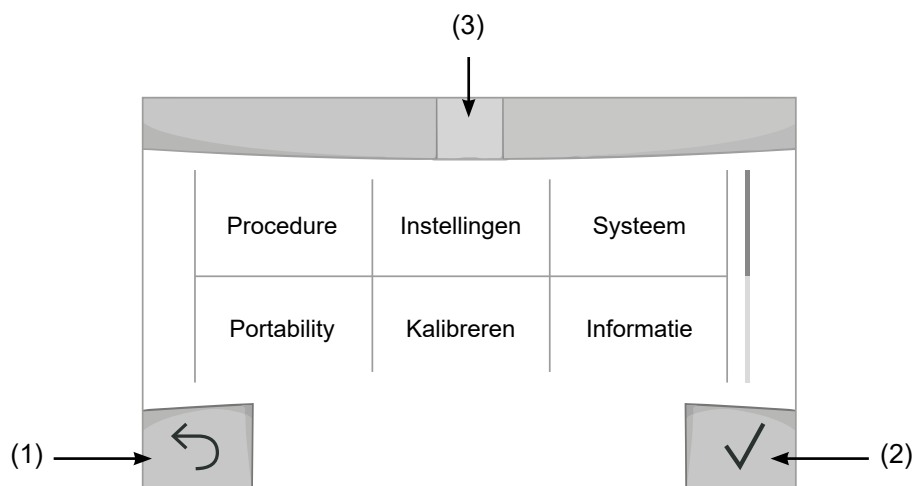 (3)
Procedure Instellingen Systeem
Portability Kalibreren Informatie
(1) (2)